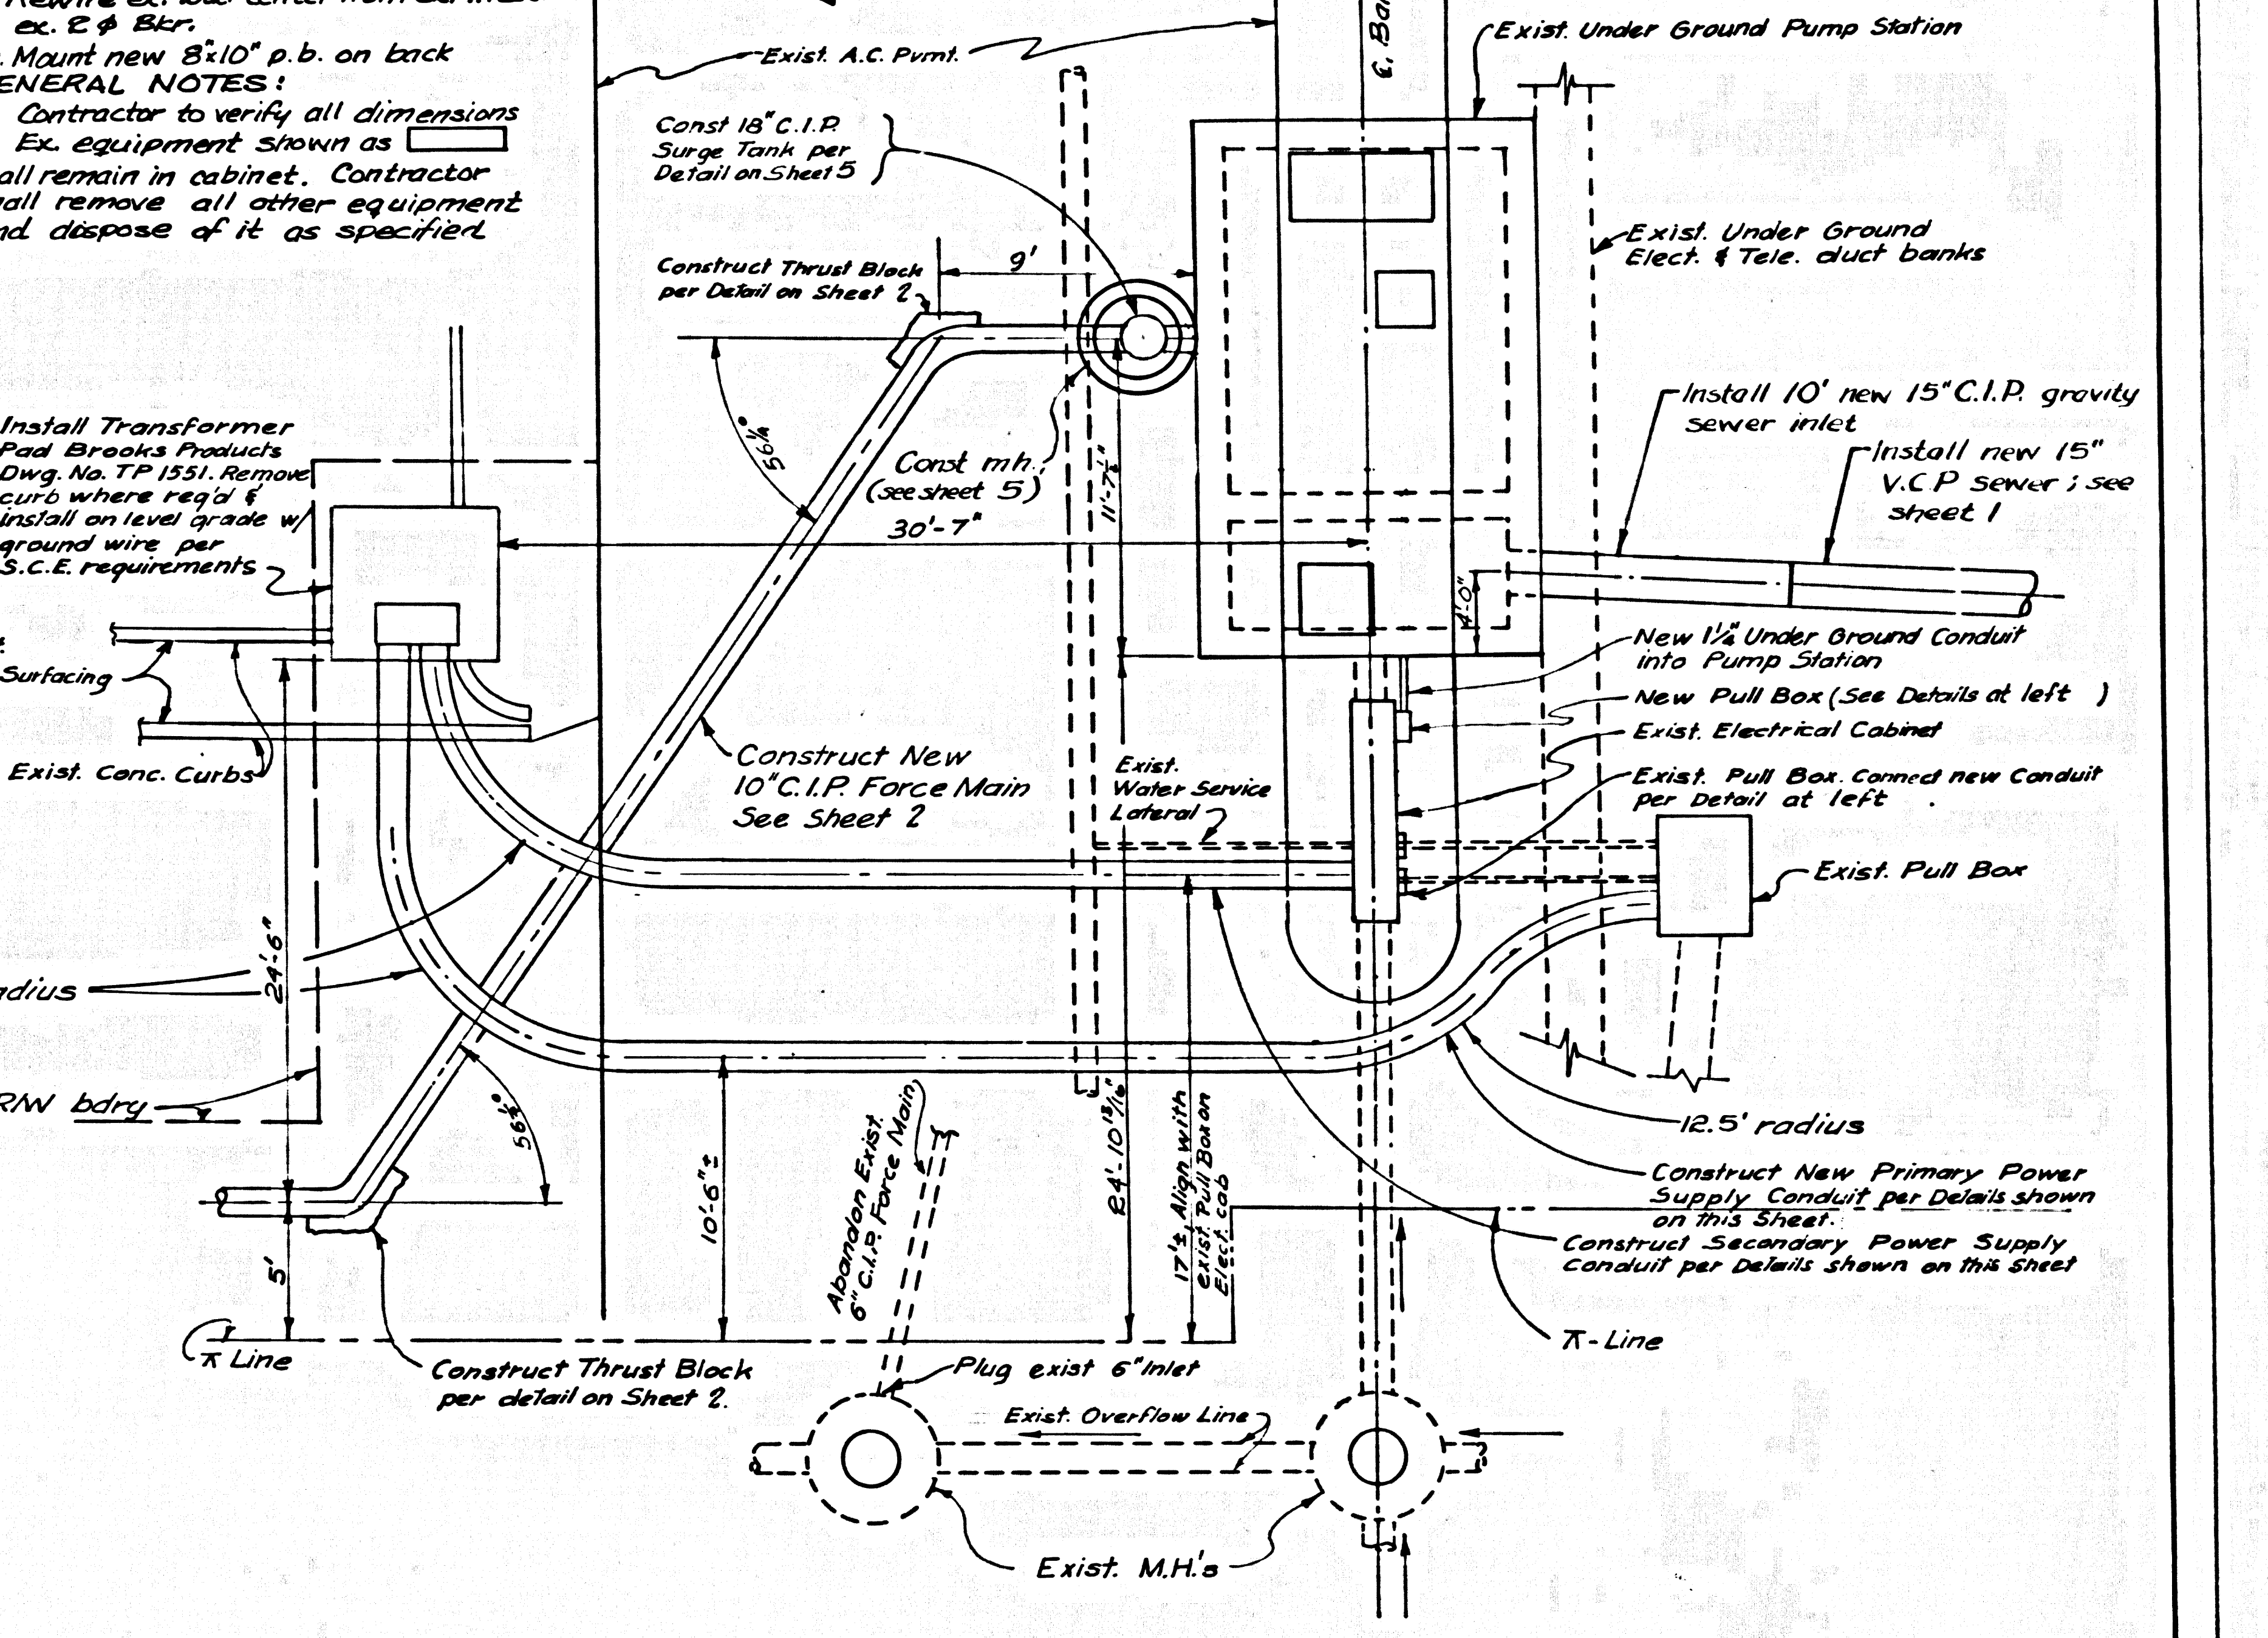 ex. 2 ϕ Bkr.
. Mount new 8"x10" p.b. on back
ENERAL NOTES:
Contractor to verify all dimensions
Ex. equipment shown as
all remain in cabinet. Contractor
all remove all other equipment
nd dispose of it as specified
Exist. A.C. Pvmt.
℄, Bar
Exist. Under Ground Pump Station
Const 18" C.I.P.
Surge Tank per
Detail on Sheet 5
Construct Thrust Block
per Detail on Sheet 2
9'
Exist. Under Ground
Elect. & Tele. duct banks
Install 10' new 15" C.I.P. gravity
sewer inlet
Install new 15"
V.C.P sewer ; see
sheet 1
Install Transformer
Pad Brooks Products
Dwg. No. TP 1551. Remove
curb where req'd &
install on level grade w/
ground wire per
S.C.E. requirements
56¼°
Const mh.;
(see sheet 5)
30'-7"
11'-7½"
4'-0"
Surfacing
Exist. Conc. Curbs
Construct New
10" C.I.P. Force Main
See Sheet 2
Exist.
Water Service
Lateral
New 1¼" Under Ground Conduit
into Pump Station
New Pull Box (See Details at left )
Exist. Electrical Cabinet
Exist. Pull Box. Connect new Conduit
per Detail at left .
Exist. Pull Box
24'-6"
adius
R/W bdry
56¼°
10'-6"±
Abandon Exist.
6" C.I.P. Force Main
24'-10 13/16"
17'± Align with
exist. Pull Box on
Elect. cab
12.5' radius
Construct New Primary Power
Supply Conduit per Details shown
on this Sheet.
Construct Secondary Power Supply
Conduit per Details shown on this Sheet
5'
π Line
π-Line
Construct Thrust Block
per detail on Sheet 2.
Plug exist 6" Inlet
Exist. Overflow Line
Exist. M.H.'s